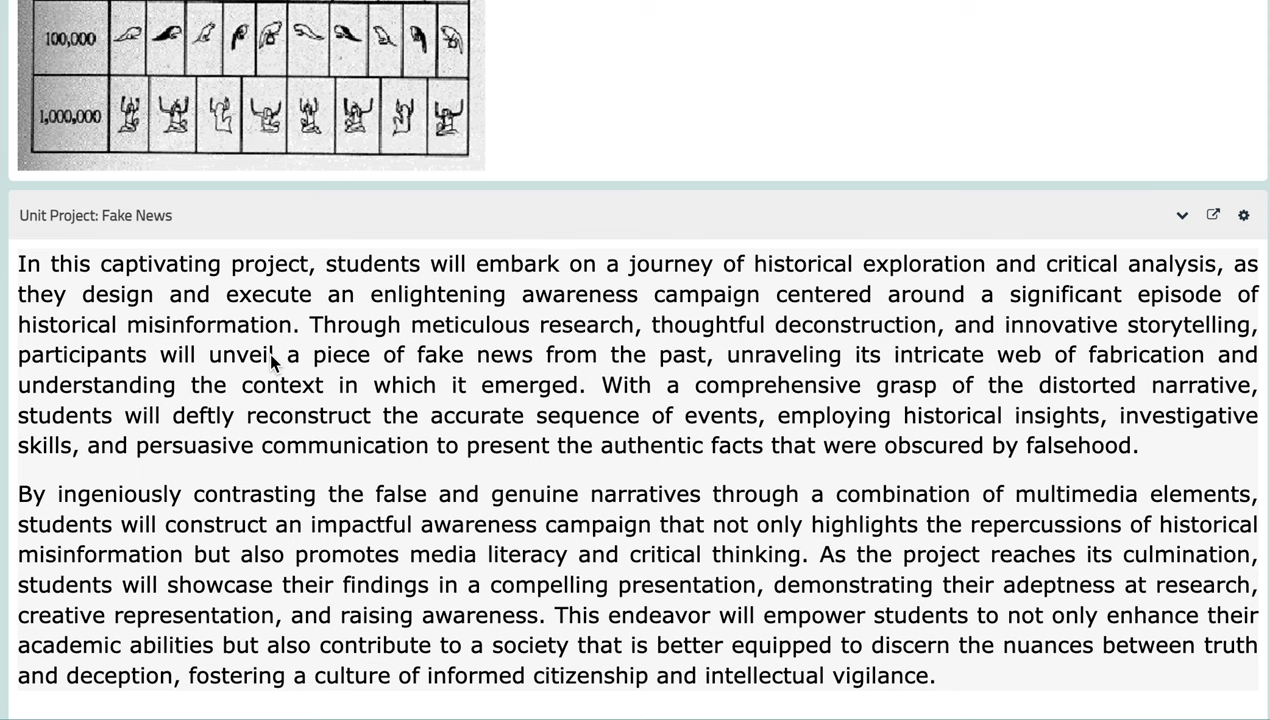 100,000
1,000,000
Unit Project: Fake News
In this captivating project, students will embark on a journey of historical exploration and critical analysis, as
they design and execute an enlightening awareness campaign centered around a significant episode of
historical misinformation. Through meticulous research, thoughtful deconstruction, and innovative storytelling,
participants will unveil a piece of fake news from the past, unraveling its intricate web of fabrication and
understanding the context in which it emerged. With a comprehensive grasp of the distorted narrative,
students will deftly reconstruct the accurate sequence of events, employing historical insights, investigative
skills, and persuasive communication to present the authentic facts that were obscured by falsehood.
By ingeniously contrasting the false and genuine narratives through a combination of multimedia elements,
students will construct an impactful awareness campaign that not only highlights the repercussions of historical
misinformation but also promotes media literacy and critical thinking. As the project reaches its culmination,
students will showcase their findings in a compelling presentation, demonstrating their adeptness at research,
creative representation, and raising awareness. This endeavor will empower students to not only enhance their
academic abilities but also contribute to a society that is better equipped to discern the nuances between truth
and deception, fostering a culture of informed citizenship and intellectual vigilance.